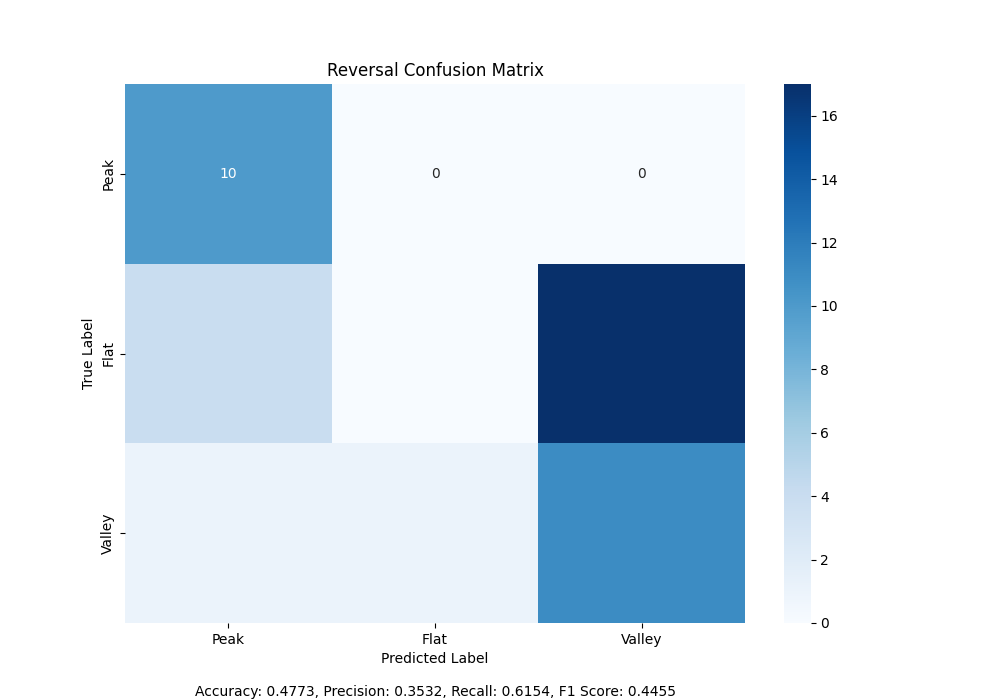 Reversal Confusion Matrix
Peak
10 0 0
Flat
Valley
True Label
Peak Flat Valley
Predicted Label
16
14
12
10
8
6
4
2
0
Accuracy: 0.4773, Precision: 0.3532, Recall: 0.6154, F1 Score: 0.4455